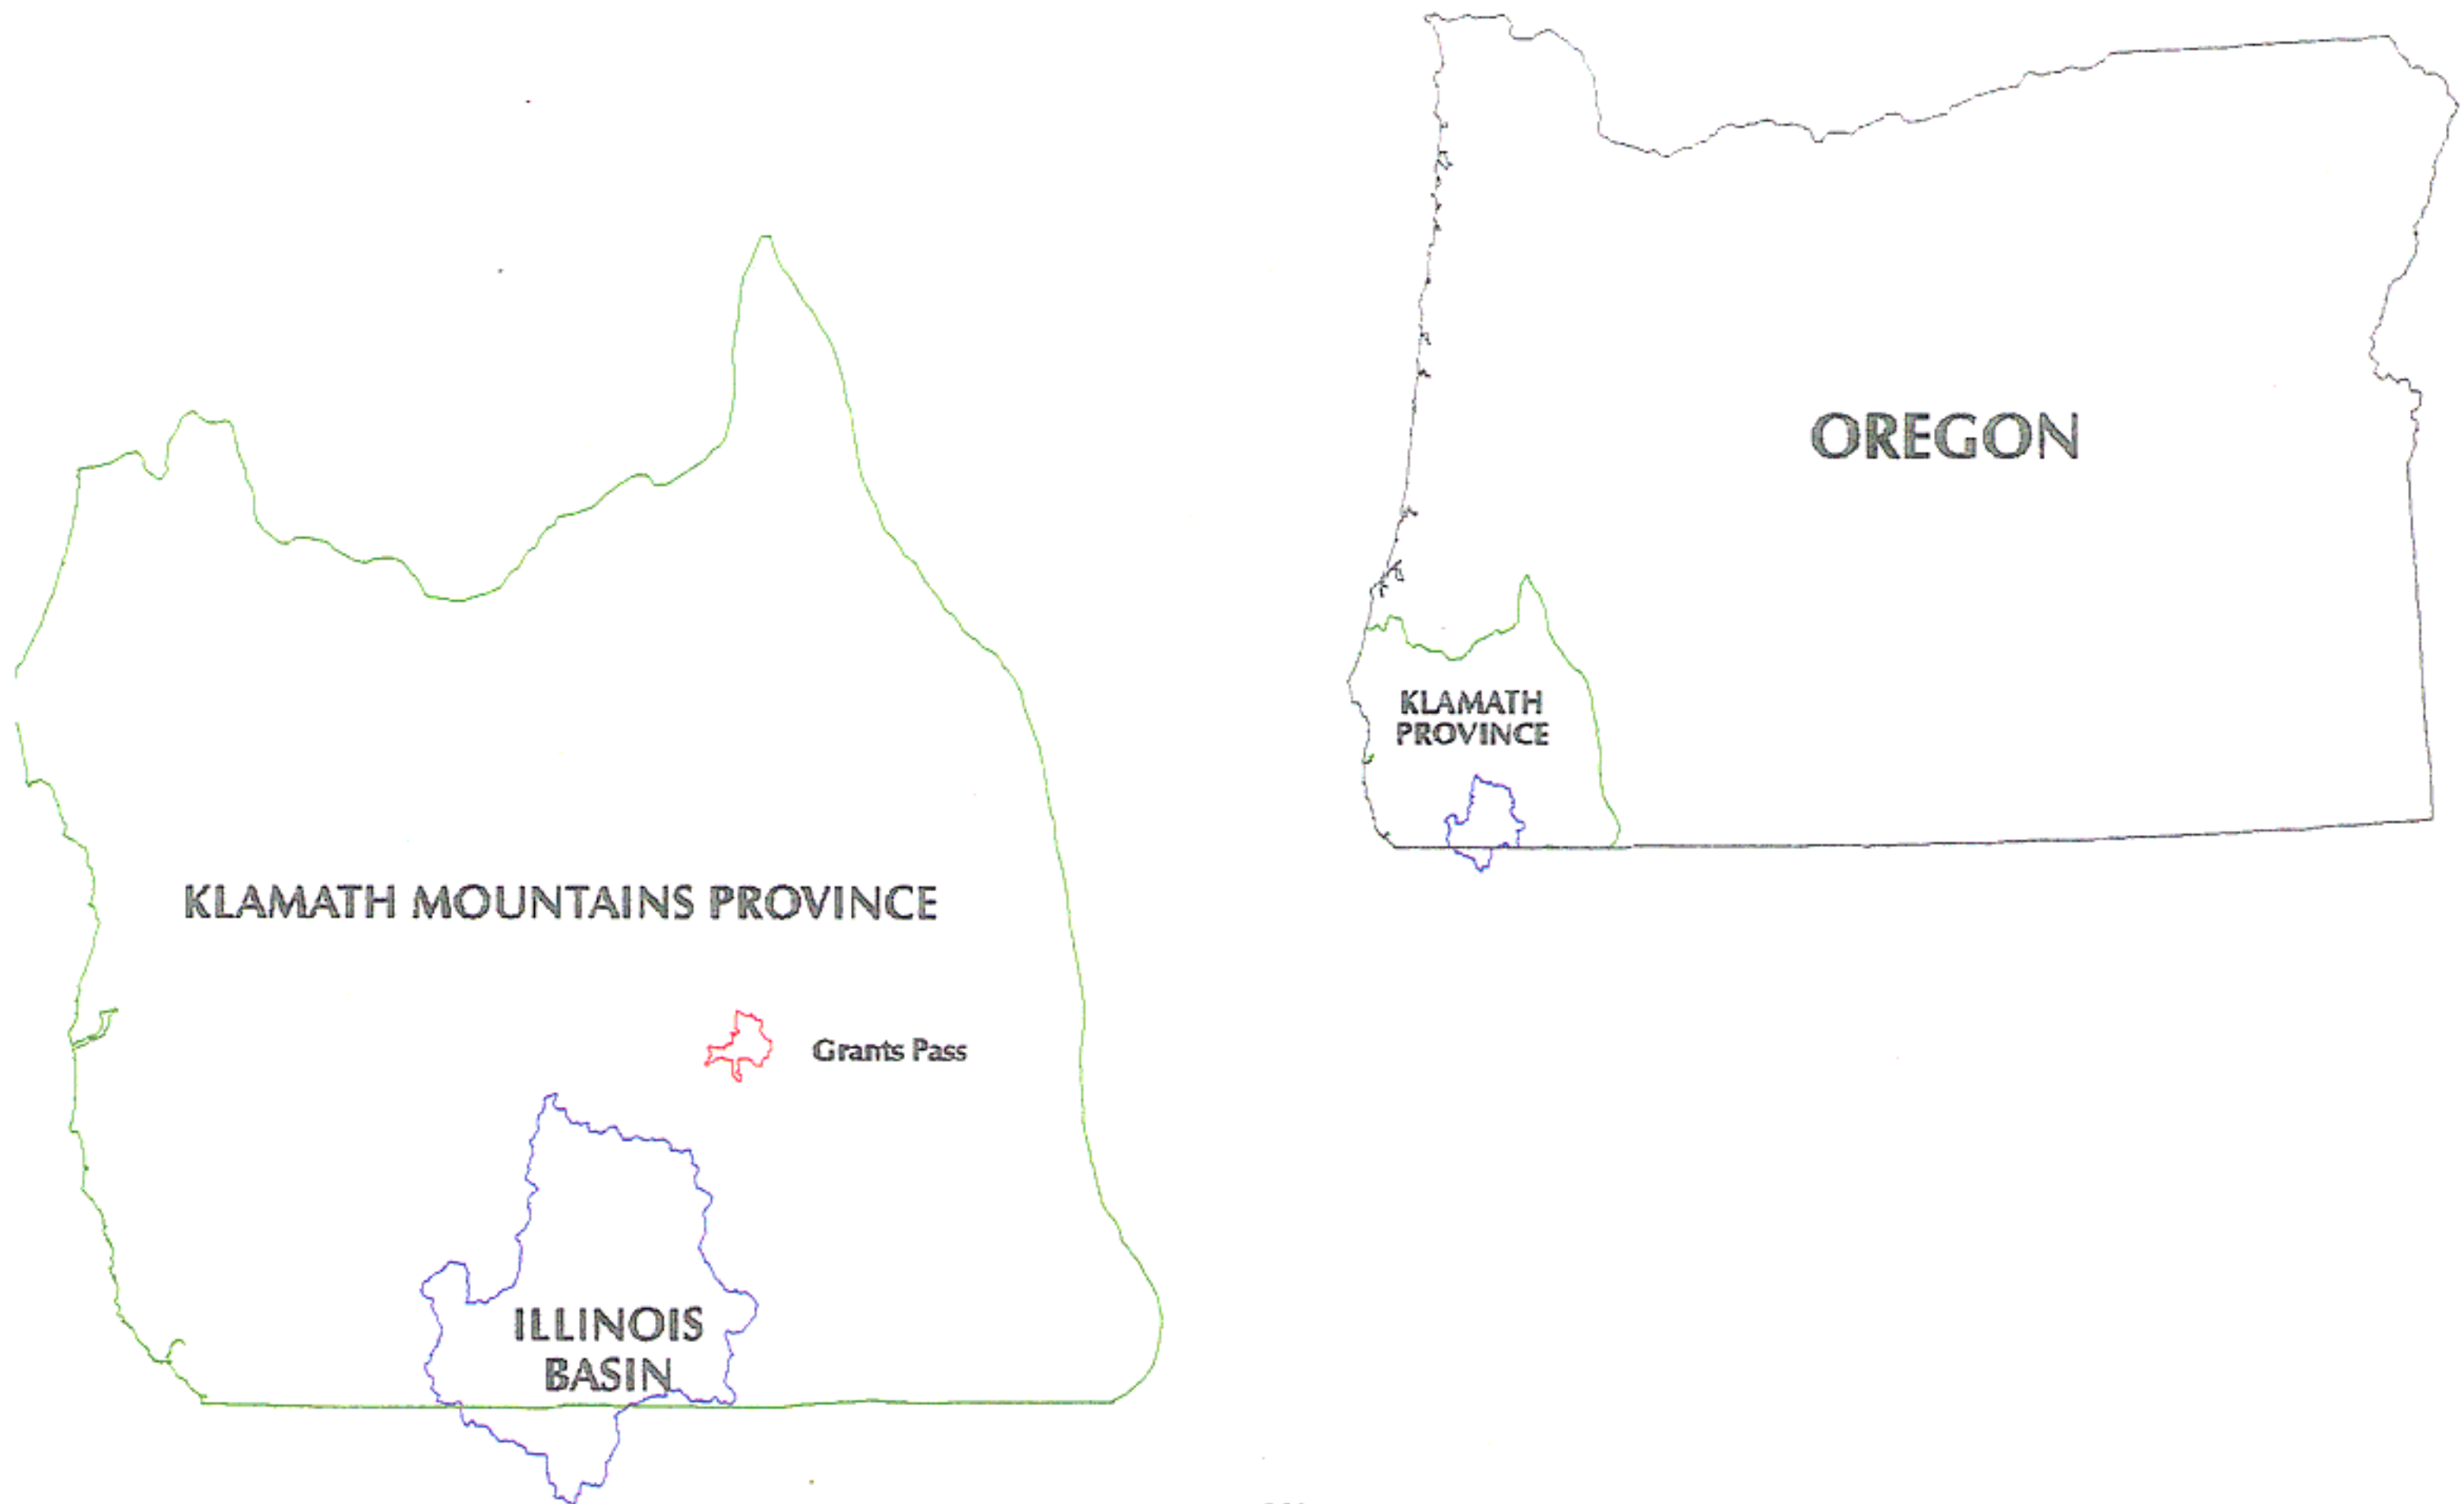 OREGON
KLAMATH
PROVINCE
KLAMATH MOUNTAINS PROVINCE
Grants Pass
ILLINOIS
BASIN